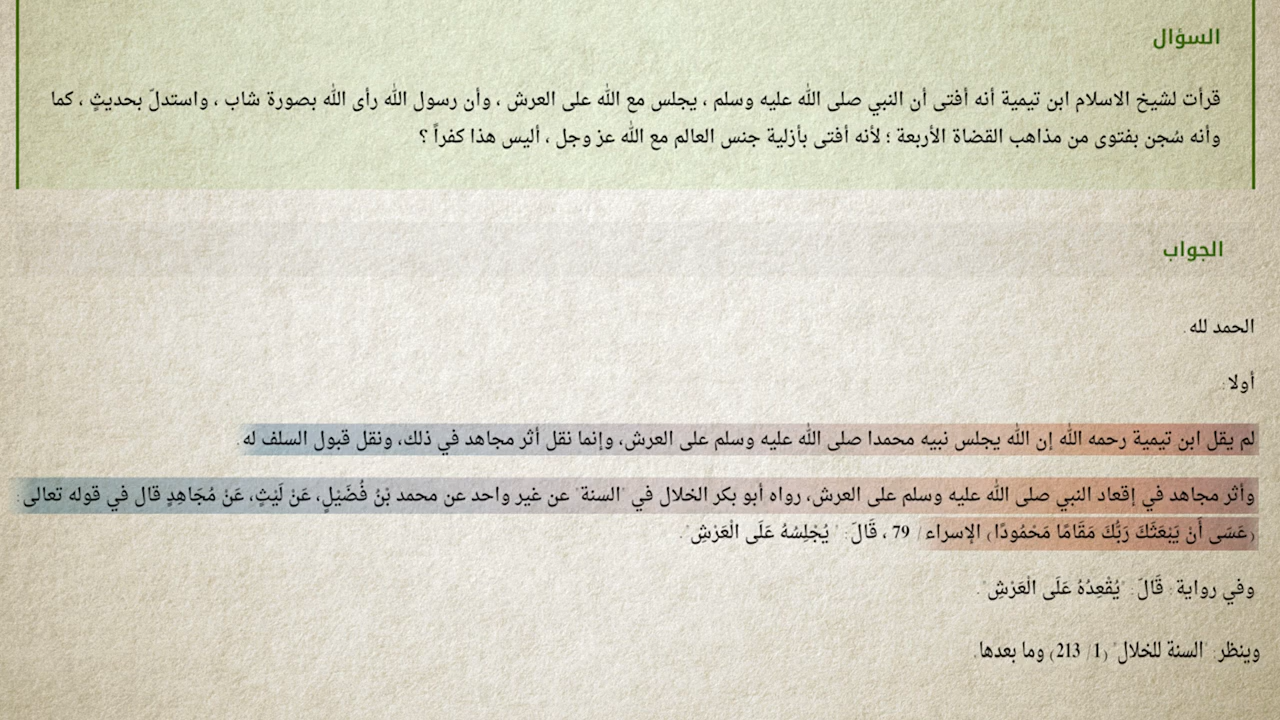 السؤال
قرأت لشيخ الاسلام ابن تيمية أنه أفتى أن النبي صلى الله عليه وسلم ، يجلس مع الله على العرش ، وأن رسول الله رأى الله بصورة شاب ، واستدلّ بحديثٍ ، كما
وأنه سُجن بفتوى من مذاهب القضاة الأربعة ؛ لأنه أفتى بأزلية جنس العالم مع الله عز وجل ، أليس هذا كفراً ؟
الجواب
الحمد لله.
أولا:
لم يقل ابن تيمية رحمه الله إن الله يجلس نبيه محمدا صلى الله عليه وسلم على العرش، وإنما نقل أثر مجاهد في ذلك، ونقل قبول السلف له.
وأثر مجاهد في إقعاد النبي صلى الله عليه وسلم على العرش، رواه أبو بكر الخلال في "السنة" عن غير واحد عن محمد بْنُ فُضَيْلٍ، عَنْ لَيْثٍ، عَنْ مُجَاهِدٍ قال في قوله تعالى:
(عَسَى أَنْ يَبْعَثَكَ رَبُّكَ مَقَامًا مَحْمُودًا) الإسراء/ 79 ، قَالَ: " يُجْلِسُهُ عَلَى الْعَرْشِ".
وفي رواية: قَالَ: "يُقْعِدُهُ عَلَى الْعَرْشِ".
وينظر: "السنة للخلال" (1/ 213) وما بعدها.